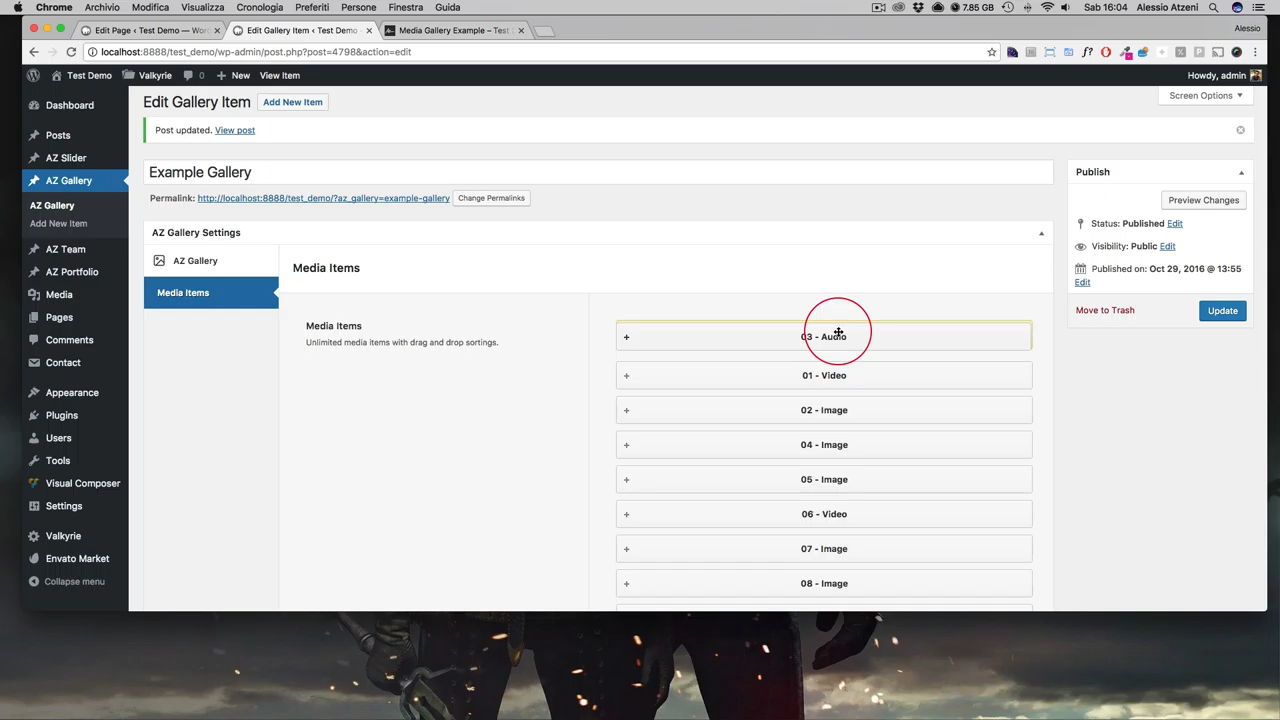 Chrome Archivio Modifica Visualizza Cronologia Preferiti Persone Finestra Guida 7.85 GB Sab 16:04 Alessio Atzeni
Edit Page ‹ Test Demo — Wor Edit Gallery Item ‹ Test Demo Media Gallery Example – Test Alessio
localhost:8888/test_demo/wp-admin/post.php?post=4798&action=edit
Test Demo Valkyrie 0 New View Item Howdy, admin
Dashboard
Posts
AZ Slider
AZ Gallery
AZ Gallery
Add New Item
AZ Team
AZ Portfolio
Media
Pages
Comments
Contact
Appearance
Plugins
Users
Tools
Visual Composer
Settings
Valkyrie
Envato Market
Collapse menu
Screen Options
Edit Gallery Item Add New Item
Post updated. View post
Example Gallery
Permalink: http://localhost:8888/test_demo/?az_gallery=example-gallery Change Permalinks
AZ Gallery Settings
AZ Gallery
Media Items
Media Items
Media Items
Unlimited media items with drag and drop sortings.
03 - Audio
01 - Video
02 - Image
04 - Image
05 - Image
06 - Video
07 - Image
08 - Image
Publish
Preview Changes
Status: Published Edit
Visibility: Public Edit
Published on: Oct 29, 2016 @ 13:55
Edit
Move to Trash Update